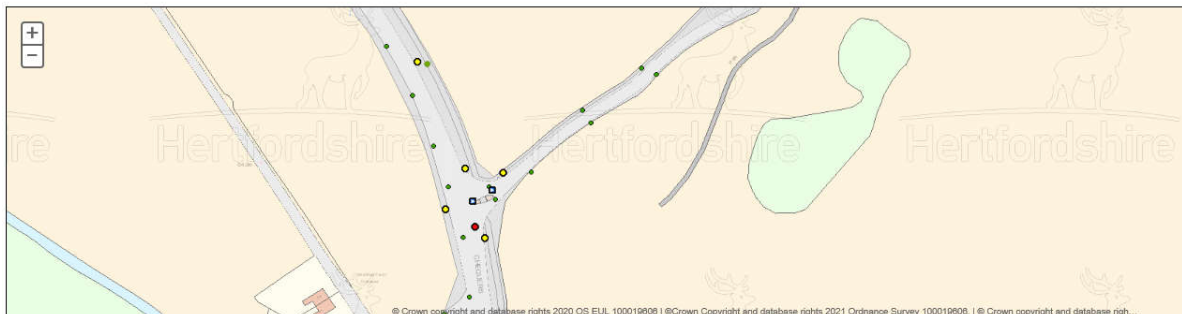 +
−
Hertfordshire
Hertfordshire
Hertfordshire
© Crown copyright and database rights 2020 OS EUL 100019606 | ©Crown Copyright and database rights 2021 Ordnance Survey 100019606. | © Crown copyright and database righ...